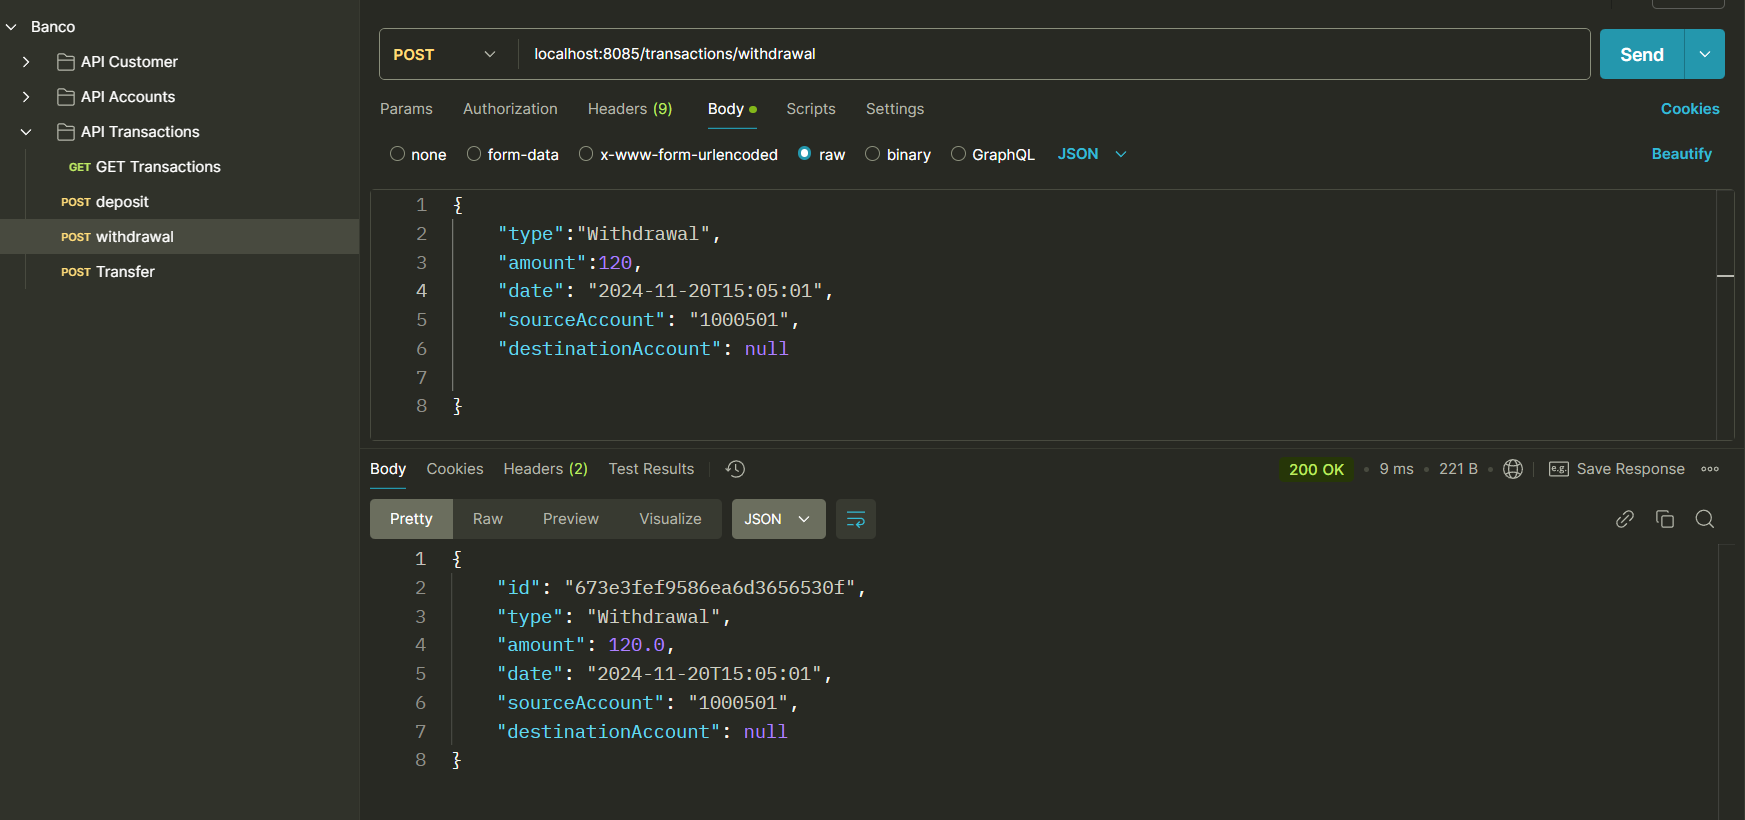 Banco
API Customer
API Accounts
API Transactions
GET GET Transactions
POST deposit
POST withdrawal
POST Transfer
POST localhost:8085/transactions/withdrawal Send
Params Authorization Headers (9) Body Scripts Settings Cookies
none form-data x-www-form-urlencoded raw binary GraphQL JSON Beautify
1 {
2 "type":"Withdrawal",
3 "amount":120,
4 "date": "2024-11-20T15:05:01",
5 "sourceAccount": "1000501",
6 "destinationAccount": null
7
8 }
Body Cookies Headers (2) Test Results 200 OK • 9 ms • 221 B • e.g. Save Response
Pretty Raw Preview Visualize JSON
1 {
2 "id": "673e3fef9586ea6d3656530f",
3 "type": "Withdrawal",
4 "amount": 120.0,
5 "date": "2024-11-20T15:05:01",
6 "sourceAccount": "1000501",
7 "destinationAccount": null
8 }